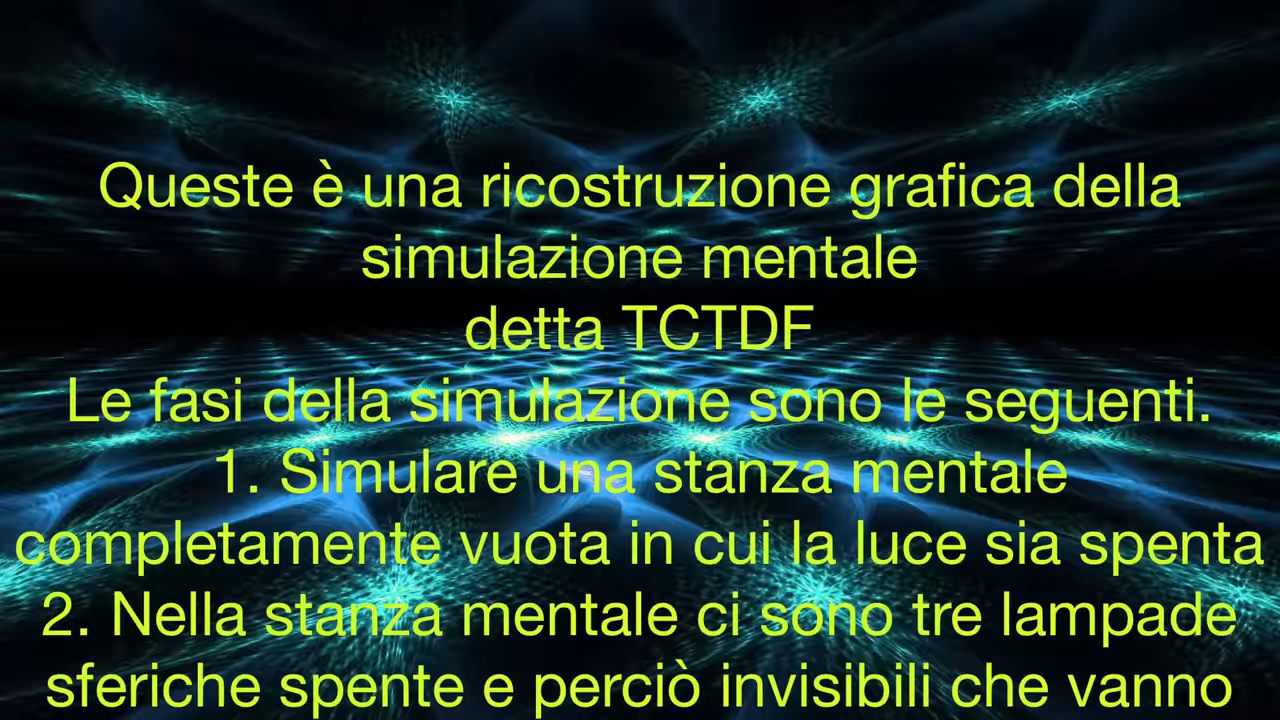 Queste è una ricostruzione grafica della
simulazione mentale
detta TCTDF
Le fasi della simulazione sono le seguenti.
1. Simulare una stanza mentale
completamente vuota in cui la luce sia spenta
2. Nella stanza mentale ci sono tre lampade
sferiche spente e perciò invisibili che vanno